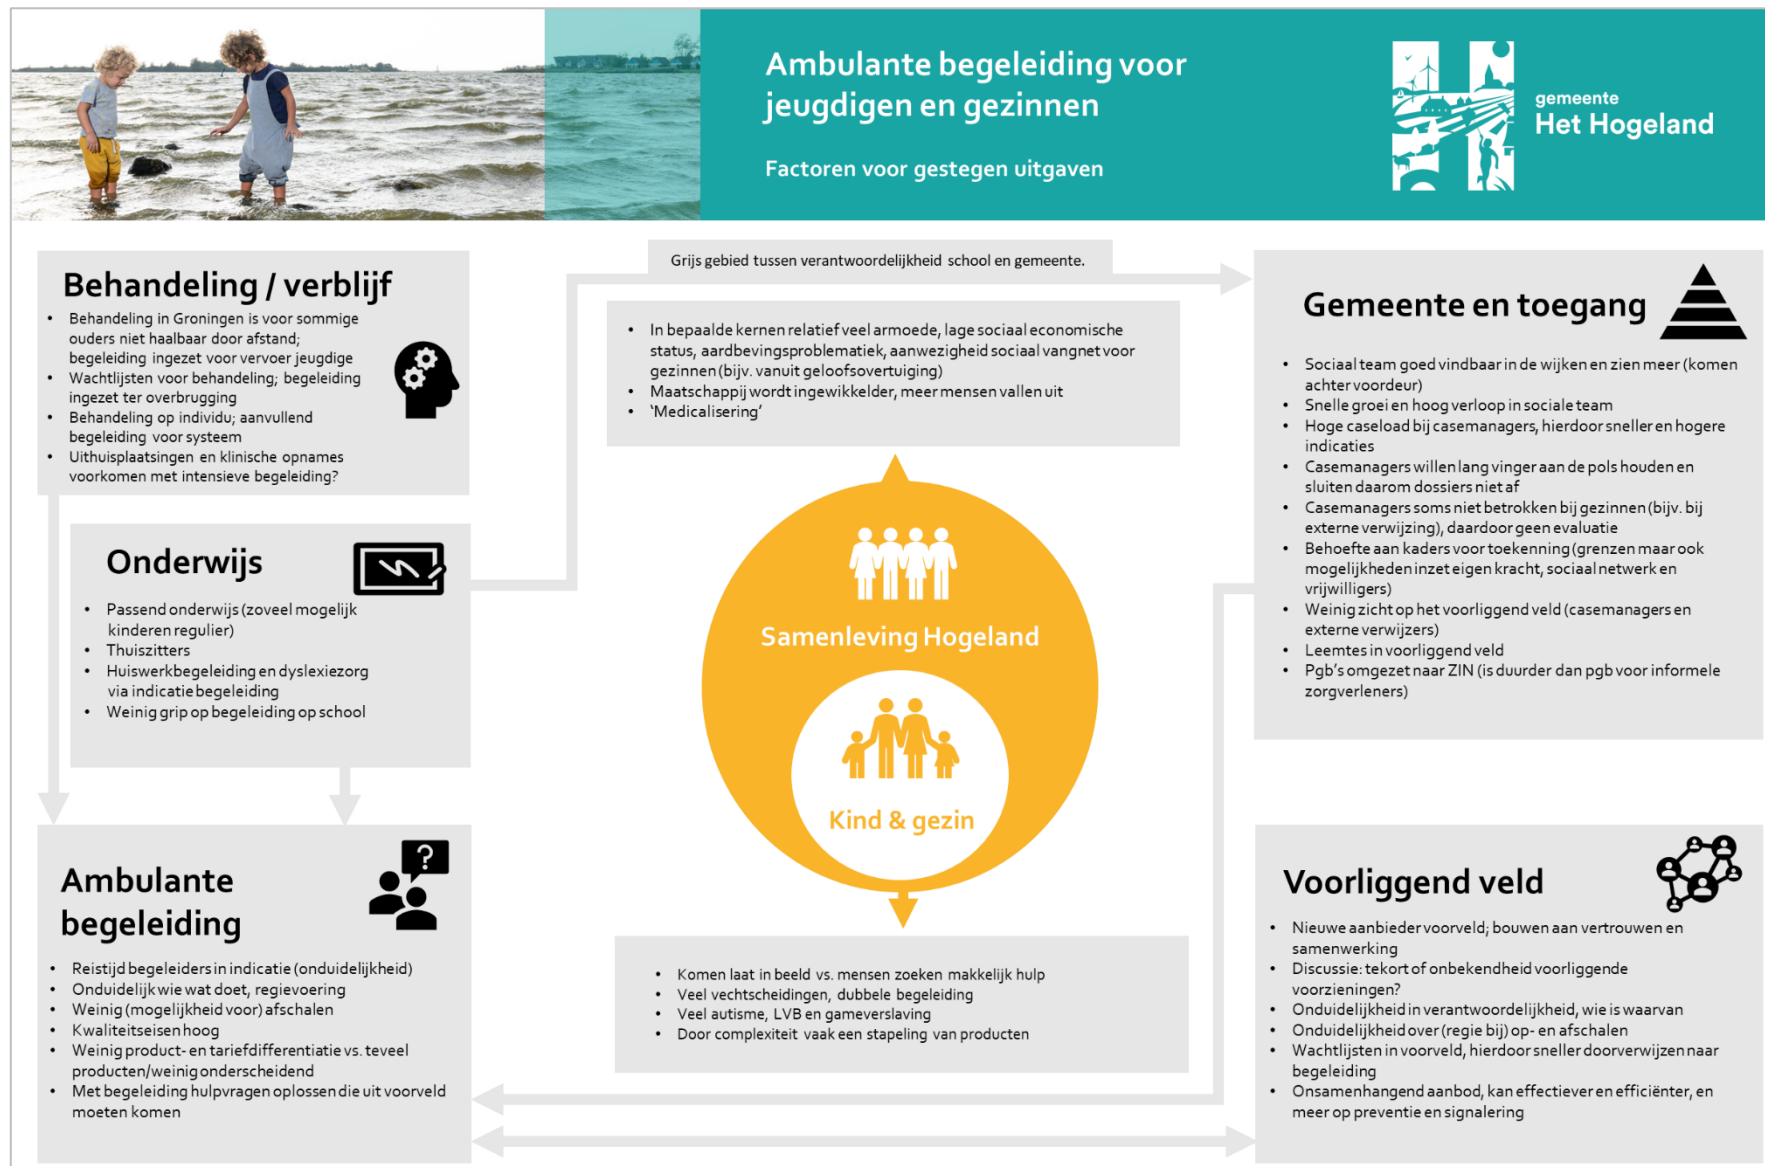 Ambulante begeleiding voor
jeugdigen en gezinnen
Factoren voor gestegen uitgaven
gemeente
Het Hogeland
Behandeling / verblijf
• Behandeling in Groningen is voor sommige
ouders niet haalbaar door afstand;
begeleiding ingezet voor vervoer jeugdige
• Wachtlijsten voor behandeling; begeleiding
ingezet ter overbrugging
• Behandeling op individu; aanvullend
begeleiding voor systeem
• Uithuisplaatsingen en klinische opnames
voorkomen met intensieve begeleiding?
Grijs gebied tussen verantwoordelijkheid school en gemeente.
• In bepaalde kernen relatief veel armoede, lage sociaal economische
status, aardbevingsproblematiek, aanwezigheid sociaal vangnet voor
gezinnen (bijv. vanuit geloofsovertuiging)
• Maatschappij wordt ingewikkelder, meer mensen vallen uit
• ‘Medicalisering’
Gemeente en toegang
• Sociaal team goed vindbaar in de wijken en zien meer (komen
achter voordeur)
• Snelle groei en hoog verloop in sociale team
• Hoge caseload bij casemanagers, hierdoor sneller en hogere
indicaties
• Casemanagers willen lang vinger aan de pols houden en
sluiten daarom dossiers niet af
• Casemanagers soms niet betrokken bij gezinnen (bijv. bij
externe verwijzing), daardoor geen evaluatie
• Behoefte aan kaders voor toekenning (grenzen maar ook
mogelijkheden inzet eigen kracht, sociaal netwerk en
vrijwilligers)
• Weinig zicht op het voorliggend veld (casemanagers en
externe verwijzers)
• Leemtes in voorliggend veld
• Pgb's omgezet naar ZIN (is duurder dan pgb voor informele
zorgverleners)
Onderwijs
• Passend onderwijs (zoveel mogelijk
kinderen regulier)
• Thuiszitters
• Huiswerkbegeleiding en dyslexiezorg
via indicatie begeleiding
• Weinig grip op begeleiding op school
Samenleving Hogeland
Kind & gezin
Ambulante
begeleiding
?
• Reistijd begeleiders in indicatie (onduidelijkheid)
• Onduidelijk wie wat doet, regievoering
• Weinig (mogelijkheid voor) afschalen
• Kwaliteitseisen hoog
• Weinig product- en tariefdifferentiatie vs. teveel
producten/weinig onderscheidend
• Met begeleiding hulpvragen oplossen die uit voorveld
moeten komen
• Komen laat in beeld vs. mensen zoeken makkelijk hulp
• Veel vechtscheidingen, dubbele begeleiding
• Veel autisme, LVB en gameverslaving
• Door complexiteit vaak een stapeling van producten
Voorliggend veld
• Nieuwe aanbieder voorveld; bouwen aan vertrouwen en
samenwerking
• Discussie: tekort of onbekendheid voorliggende
voorzieningen?
• Onduidelijkheid in verantwoordelijkheid, wie is waarvan
• Onduidelijkheid over (regie bij) op- en afschalen
• Wachtlijsten in voorveld, hierdoor sneller doorverwijzen naar
begeleiding
• Onsamenhangend aanbod, kan effectiever en efficiënter, en
meer op preventie en signalering